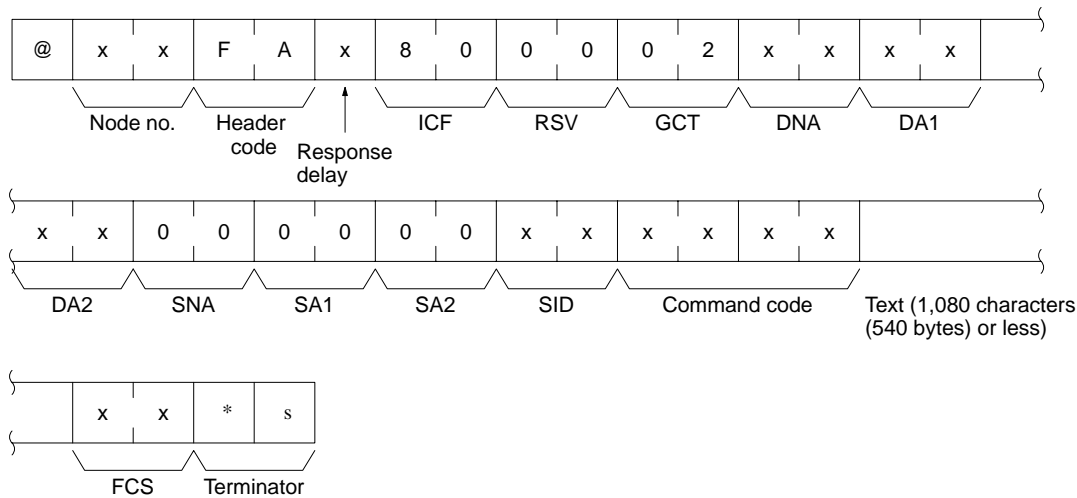 @ x x F A x 8 0 0 0 0 2 x x x x
Node no. Header code Response delay ICF RSV GCT DNA DA1
x x 0 0 0 0 0 0 x x x x x x
DA2 SNA SA1 SA2 SID Command code Text (1,080 characters
(540 bytes) or less)
x x * s
FCS Terminator